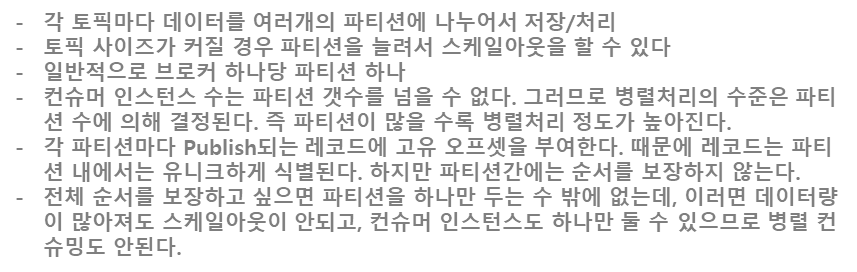 - 각 토픽마다 데이터를 여러개의 파티션에 나누어서 저장/처리
- 토픽 사이즈가 커질 경우 파티션을 늘려서 스케일아웃을 할 수 있다
- 일반적으로 브로커 하나당 파티션 하나
- 컨슈머 인스턴스 수는 파티션 갯수를 넘을 수 없다. 그러므로 병렬처리의 수준은 파티
션 수에 의해 결정된다. 즉 파티션이 많을 수록 병렬처리 정도가 높아진다.
- 각 파티션마다 Publish되는 레코드에 고유 오프셋을 부여한다. 때문에 레코드는 파티
션 내에서는 유니크하게 식별된다. 하지만 파티션간에는 순서를 보장하지 않는다.
- 전체 순서를 보장하고 싶으면 파티션을 하나만 두는 수 밖에 없는데, 이러면 데이터량
이 많아져도 스케일아웃이 안되고, 컨슈머 인스턴스도 하나만 둘 수 있으므로 병렬 컨
슈밍도 안된다.